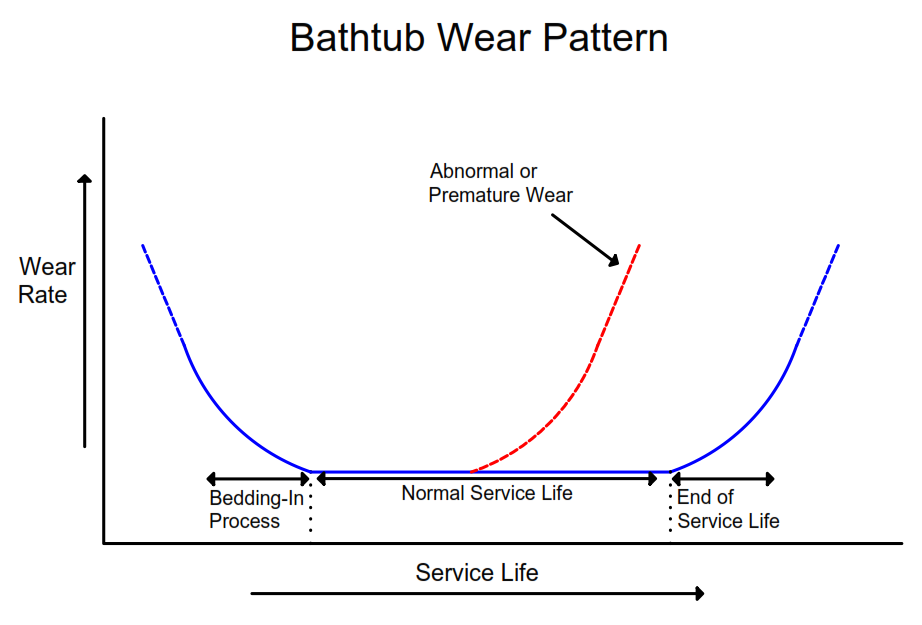 Bathtub Wear Pattern
Abnormal or
Premature Wear
Wear
Rate
Bedding-In
Process
Normal Service Life
End of
Service Life
Service Life